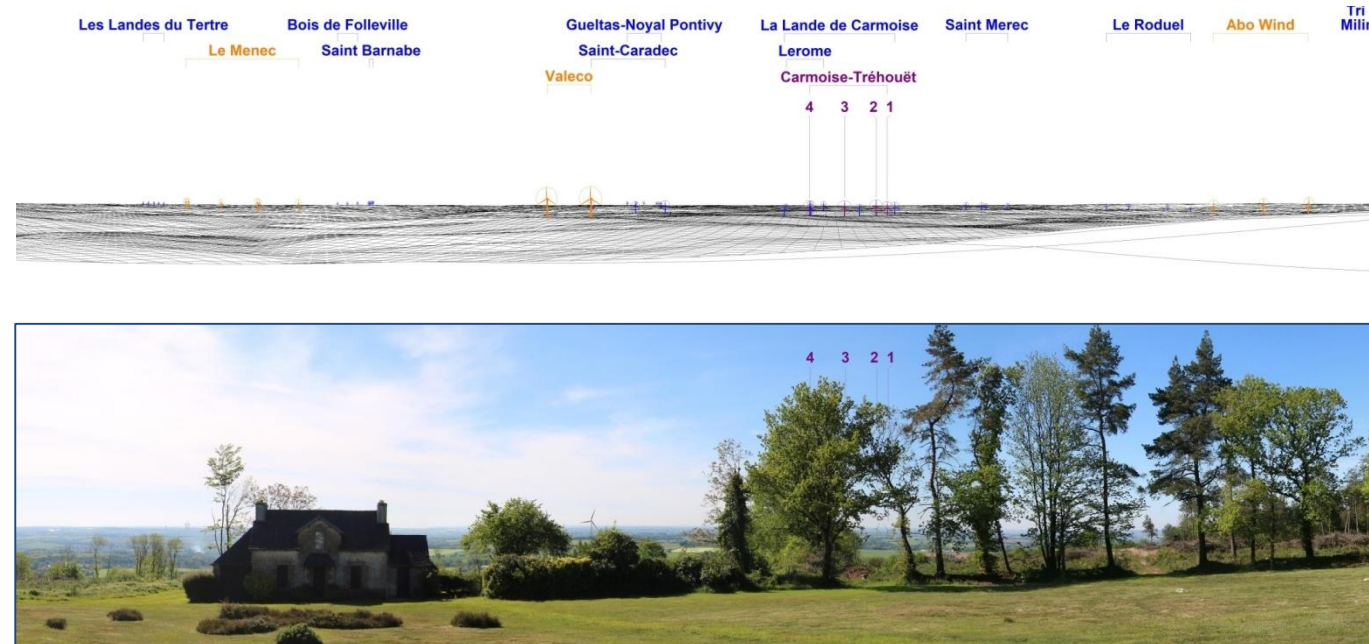 Les Landes du Tertre
Bois de Folleville
Gueltas-Noyal Pontivy
La Lande de Carmoise
Saint Merec
Le Roduel
Abo Wind
Tri
Milin
Le Menec
Saint Barnabe
Saint-Caradec
Lerome
Valeco
Carmoise-Tréhouët
4 3 2 1
4 3 2 1